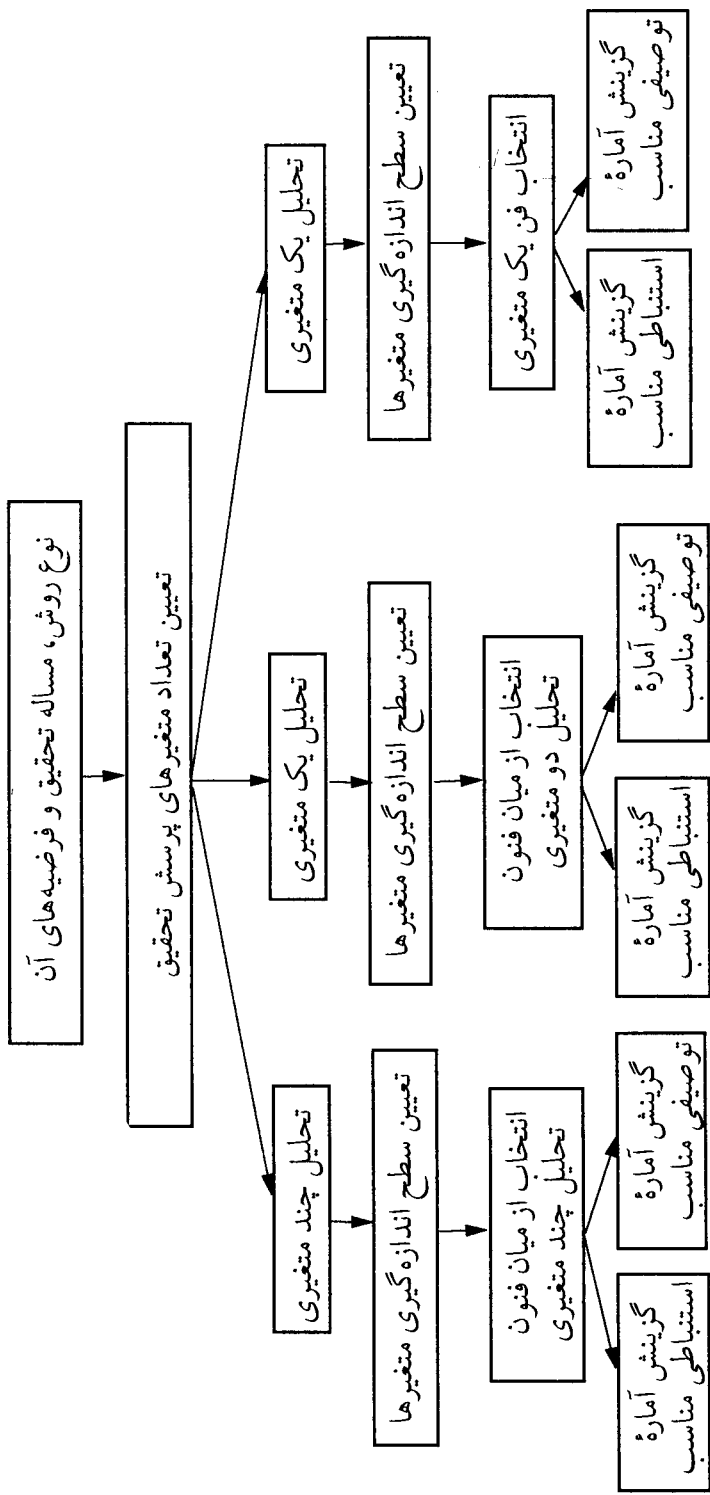 نوع روش، مساله تحقیق و فرضیه‌های آن
تعیین تعداد متغیرهای پرسش تحقیق
تحلیل یک متغیری
تحلیل یک متغیری
تحلیل چند متغیری
تعیین سطح اندازه گیری متغیرها
تعیین سطح اندازه گیری متغیرها
تعیین سطح اندازه گیری متغیرها
انتخاب فن یک متغیری
انتخاب از میان فنون
تحلیل دو متغیری
انتخاب از میان فنون
تحلیل چند متغیری
گزینش آمارهٔ
توصیفی مناسب
گزینش آمارهٔ
استنباطی مناسب
گزینش آمارهٔ
توصیفی مناسب
گزینش آمارهٔ
استنباطی مناسب
گزینش آمارهٔ
توصیفی مناسب
گزینش آمارهٔ
استنباطی مناسب